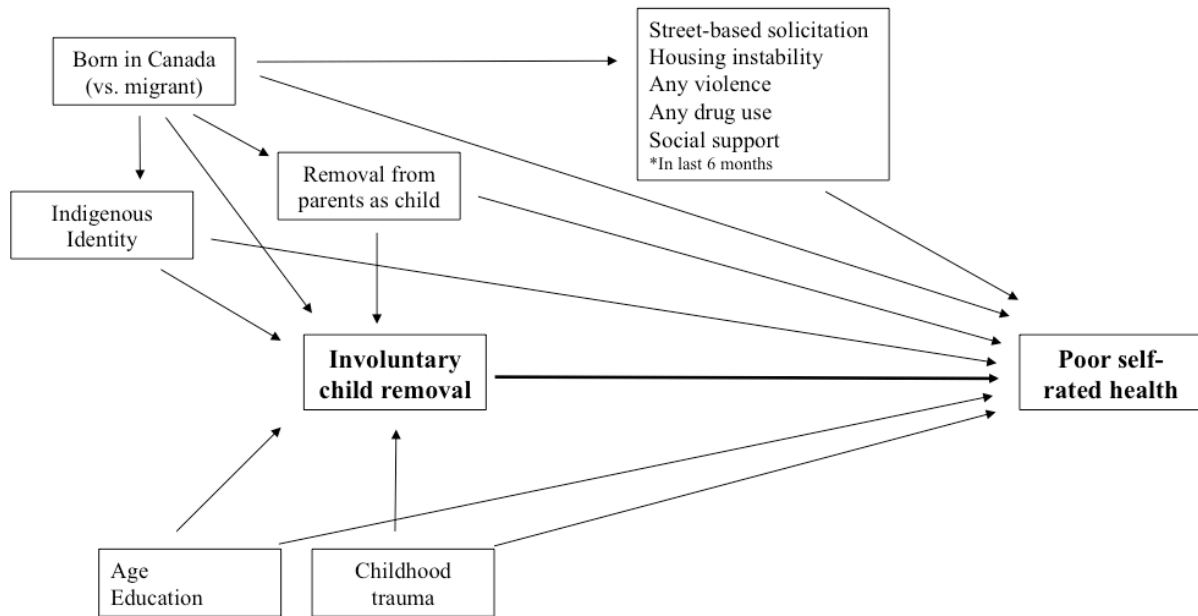 Street-based solicitation
Housing instability
Any violence
Any drug use
Social support
*In last 6 months
Born in Canada
(vs. migrant)
Removal from
parents as child
Indigenous
Identity
Involuntary
child removal
Poor self-
rated health
Age
Education
Childhood
trauma